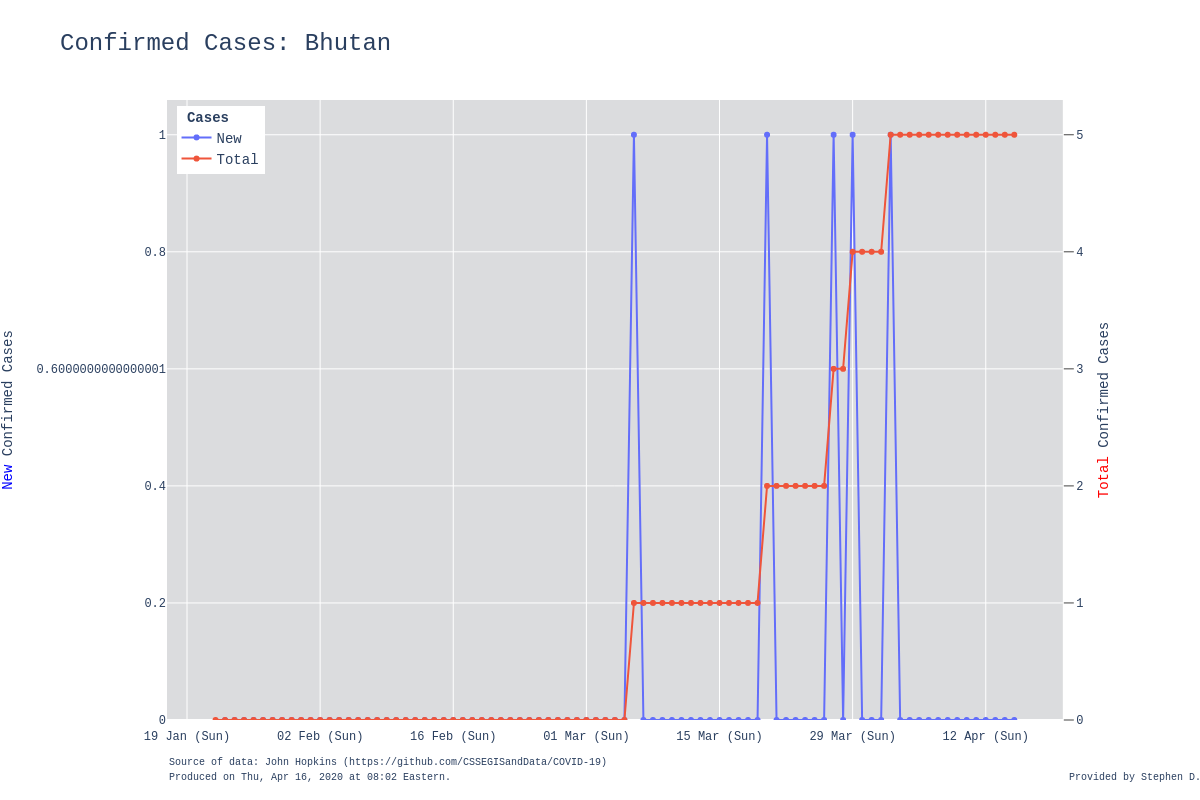 Confirmed Cases: Bhutan
Cases
New
Total
1
0.8
0.6000000000000001
0.4
0.2
0
New Confirmed Cases
5
4
3
2
1
0
Total Confirmed Cases
19 Jan (Sun)
02 Feb (Sun)
16 Feb (Sun)
01 Mar (Sun)
15 Mar (Sun)
29 Mar (Sun)
12 Apr (Sun)
Source of data: John Hopkins (https://github.com/CSSEGISandData/COVID-19)
Produced on Thu, Apr 16, 2020 at 08:02 Eastern.
Provided by Stephen D.